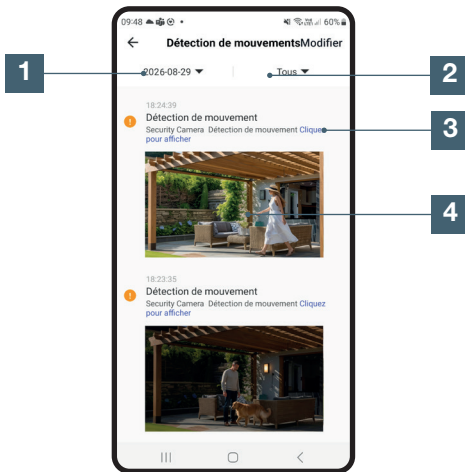 09:48 60%
Détection de mouvementsModifier
1
2026-08-29 Tous
2
18:24:39
Détection de mouvement
Security Camera Détection de mouvement Cliquez
3
pour afficher
4
18:23:35
Détection de mouvement
Security Camera Détection de mouvement Cliquez
pour afficher